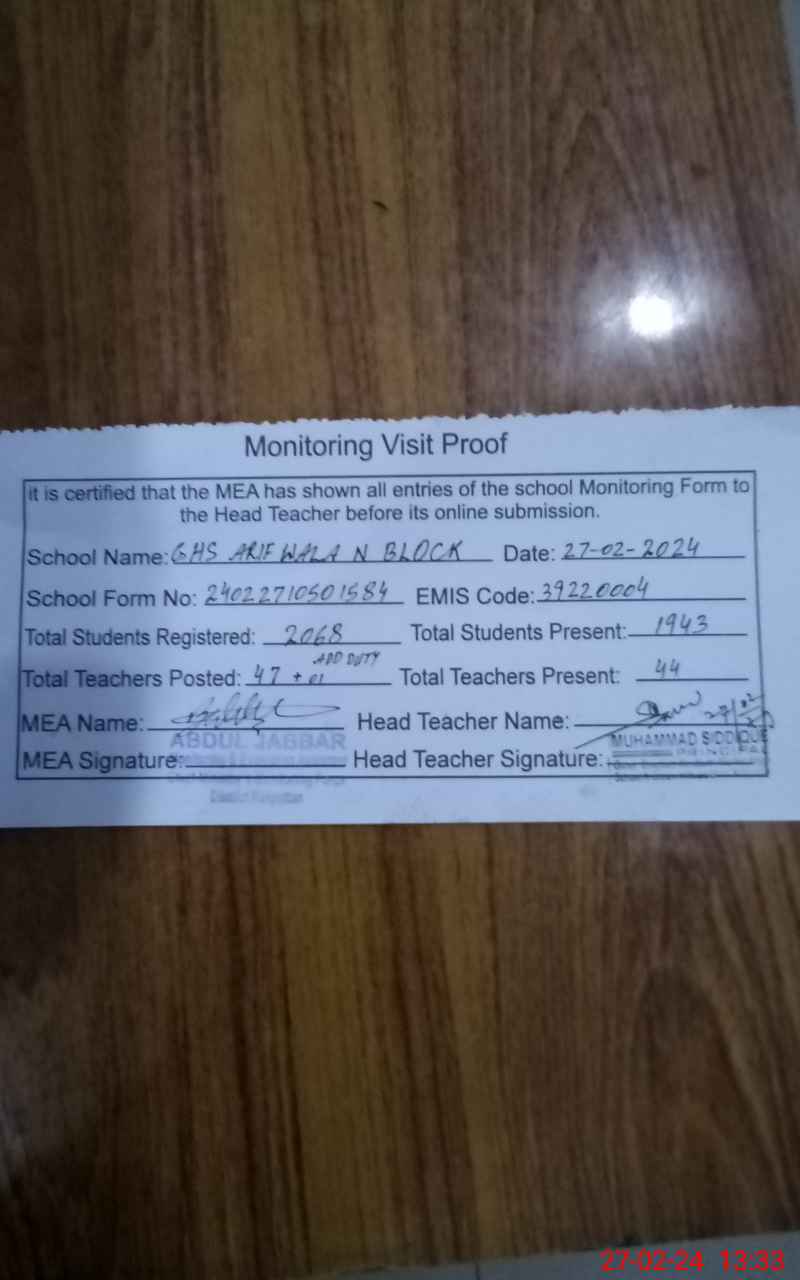 Monitoring Visit Proof
it is certified that the MEA has shown all entries of the school Monitoring Form to
the Head Teacher before its online submission.
School Name: GHS ARIF WALA N BLOCK Date: 27-02-2024
School Form No: 24022710501584 EMIS Code: 39220004
Total Students Registered: 2068 Total Students Present: 1943
ADD DUTY
Total Teachers Posted: 47 + 01 Total Teachers Present: 44
MEA Name: Head Teacher Name: 27/02
ABDUL JABBAR MUHAMMAD SIDDIQUE
MEA Signature: Head Teacher Signature: PRINCIPAL
27-02-24 13:33